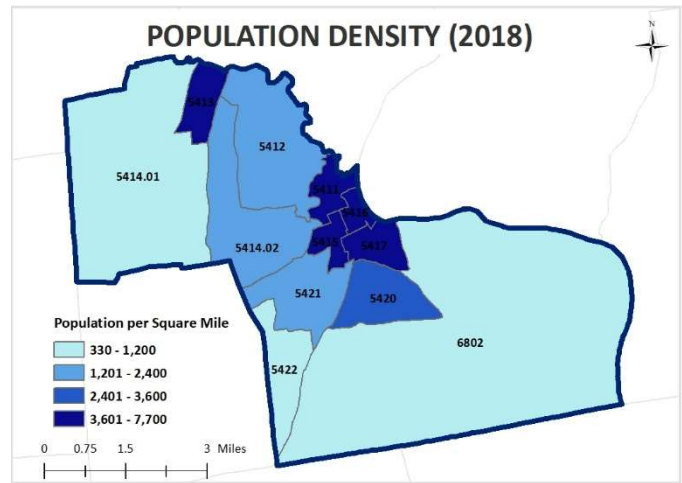 POPULATION DENSITY (2018)
N
5413
5412
5414.01
5411
5416
5414.02
5415
5417
5421
5420
6802
5422
Population per Square Mile
330 - 1,200
1,201 - 2,400
2,401 - 3,600
3,601 - 7,700
0 0.75 1.5 3 Miles